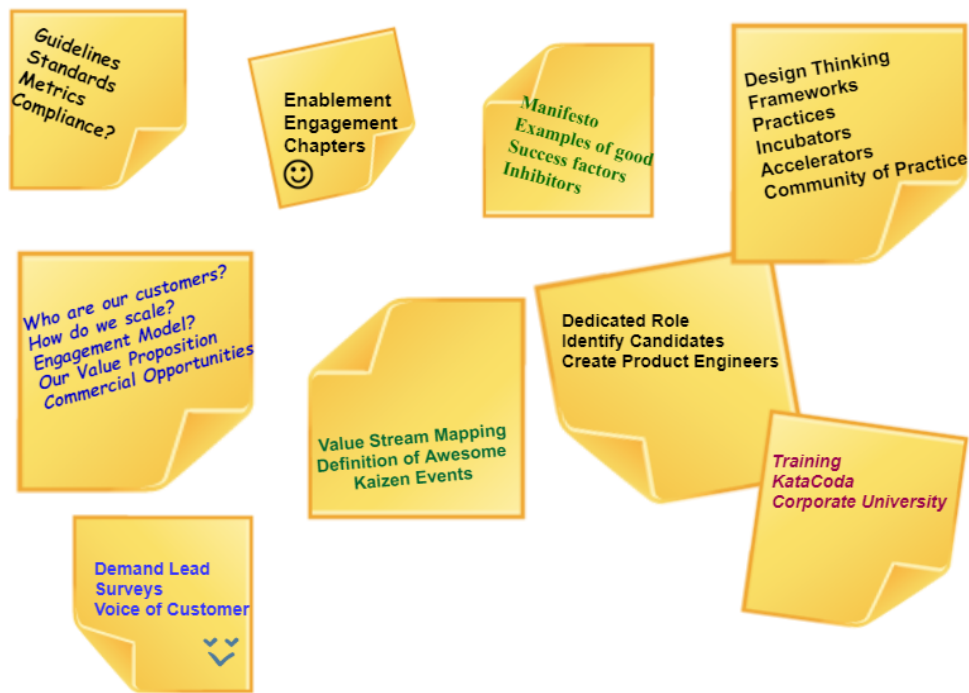 Guidelines
Standards
Metrics
Compliance?
Enablement
Engagement
Chapters
Manifesto
Examples of good
Success factors
Inhibitors
Design Thinking
Frameworks
Practices
Incubators
Accelerators
Community of Practice
Who are our customers?
How do we scale?
Engagement Model?
Our Value Proposition
Commercial Opportunities
Value Stream Mapping
Definition of Awesome
Kaizen Events
Dedicated Role
Identify Candidates
Create Product Engineers
Training
KataCoda
Corporate University
Demand Lead
Surveys
Voice of Customer